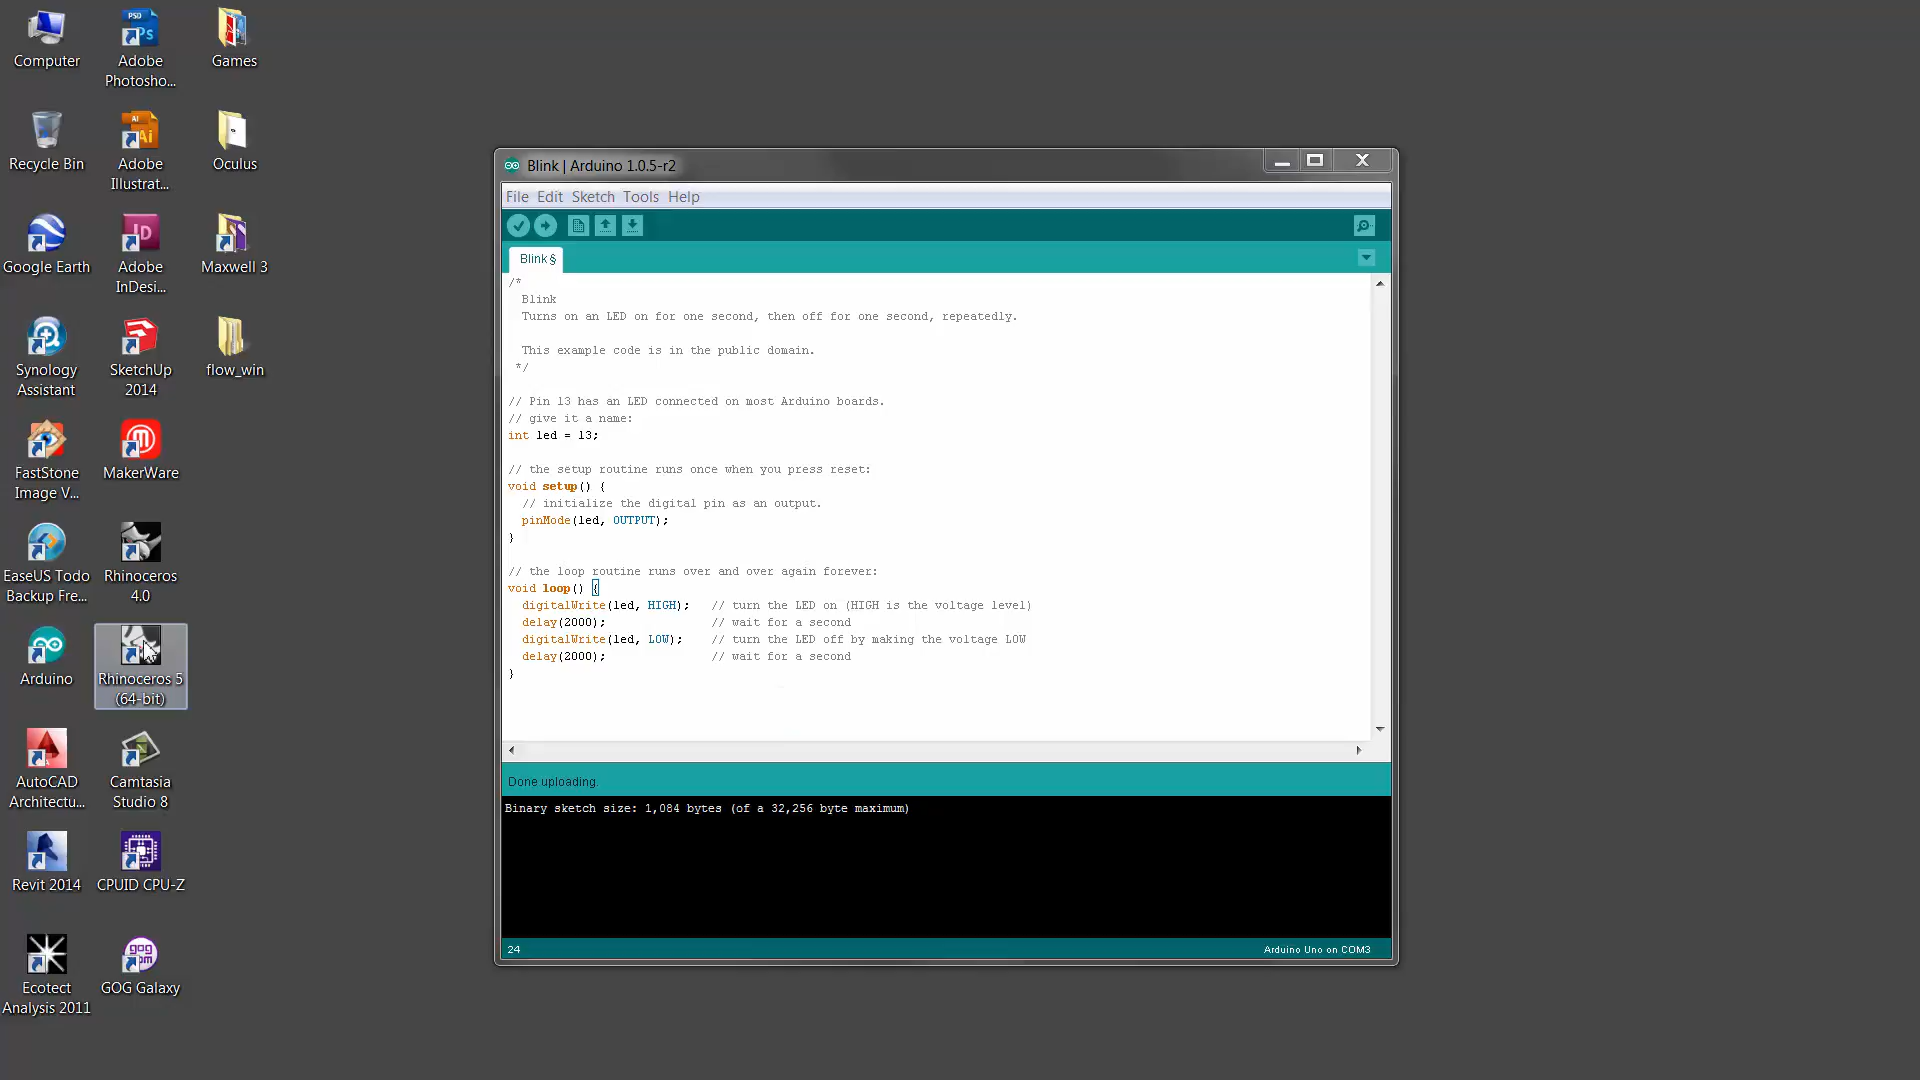 Computer
Adobe
Photosho...
Games
Recycle Bin
Adobe
Illustrat...
Oculus
Google Earth
Adobe
InDesi...
Maxwell 3
Synology
Assistant
SketchUp
2014
flow_win
FastStone
Image V...
MakerWare
EaseUS Todo
Backup Fre...
Rhinoceros
4.0
Arduino
Rhinoceros 5
(64-bit)
AutoCAD
Architectu...
Camtasia
Studio 8
Revit 2014
CPUID CPU-Z
Ecotect
Analysis 2011
GOG Galaxy
PSD
Ps
AI
Ai
ID
gog
com
Blink | Arduino 1.0.5-r2
File Edit Sketch Tools Help
Blink §
/*
Blink
Turns on an LED on for one second, then off for one second, repeatedly.
This example code is in the public domain.
*/
// Pin 13 has an LED connected on most Arduino boards.
// give it a name:
int led = 13;
// the setup routine runs once when you press reset:
void setup() {
// initialize the digital pin as an output.
pinMode(led, OUTPUT);
}
// the loop routine runs over and over again forever:
void loop() {
digitalWrite(led, HIGH);   // turn the LED on (HIGH is the voltage level)
delay(2000);               // wait for a second
digitalWrite(led, LOW);    // turn the LED off by making the voltage LOW
delay(2000);               // wait for a second
}
Done uploading.
Binary sketch size: 1,084 bytes (of a 32,256 byte maximum)
24
Arduino Uno on COM3